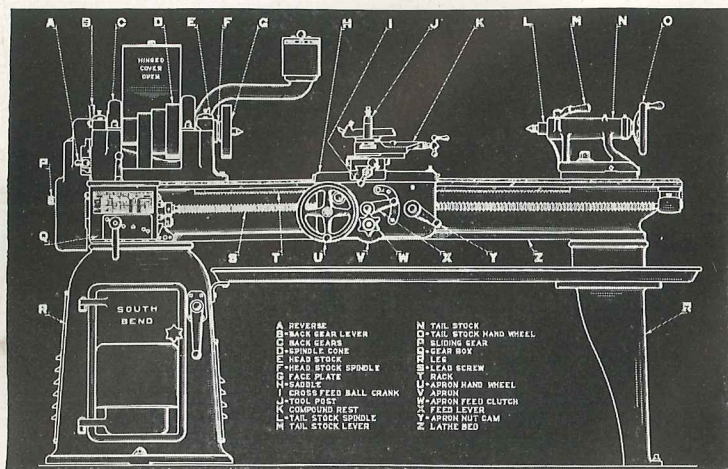 A B C D E F G H I J K L M N O
HINGED
COVER
OPEN
P
Q
S T U V W X Y Z
R SOUTH R
BEND
A REVERSE
B-BACK GEAR LEVER
C BACK GEARS
D-SPINDLE CONE
E HEAD STOCK
F-HEAD STOCK SPINDLE
G FACE PLATE
H-SADDLE
I CROSS FEED BALL CRANK
J-TOOL POST
K COMPOUND REST
L-TAIL STOCK SPINDLE
M TAIL STOCK LEVER
N TAIL STOCK
O-TAIL STOCK HAND WHEEL
P SLIDING GEAR
Q-GEAR BOX
R LEG
S-LEAD SCREW
T RACK
U-APRON HAND WHEEL
V APRON
W-APRON FEED CLUTCH
X FEED LEVER
Y-APRON NUT CAM
Z LATHE BED